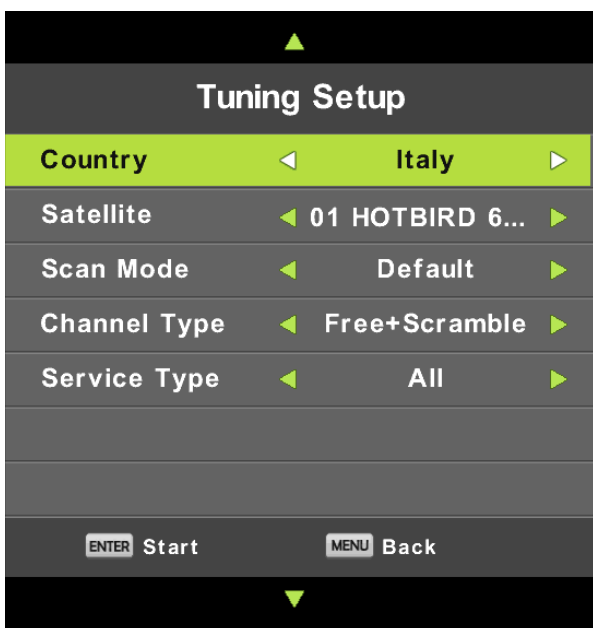 Tuning Setup
Country Italy
Satellite 01 HOTBIRD 6...
Scan Mode Default
Channel Type Free+Scramble
Service Type All
ENTER Start MENU Back